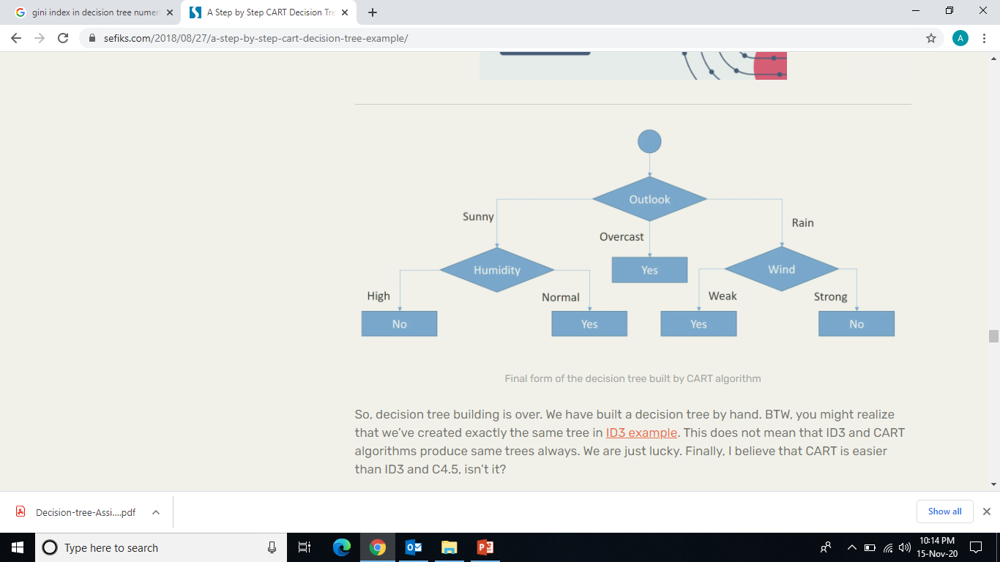 gini index in decision tree numer
A Step by Step CART Decision Tre
sefiks.com/2018/08/27/a-step-by-step-cart-decision-tree-example/
A
Outlook
Sunny
Overcast
Rain
Humidity
Yes
Wind
High
Normal
Weak
Strong
No
Yes
Yes
No
Final form of the decision tree built by CART algorithm
So, decision tree building is over. We have built a decision tree by hand. BTW, you might realize
that we’ve created exactly the same tree in ID3 example. This does not mean that ID3 and CART
algorithms produce same trees always. We are just lucky. Finally, I believe that CART is easier
than ID3 and C4.5, isn’t it?
Decision-tree-Assi....pdf
Show all
Type here to search
10:14 PM
15-Nov-20